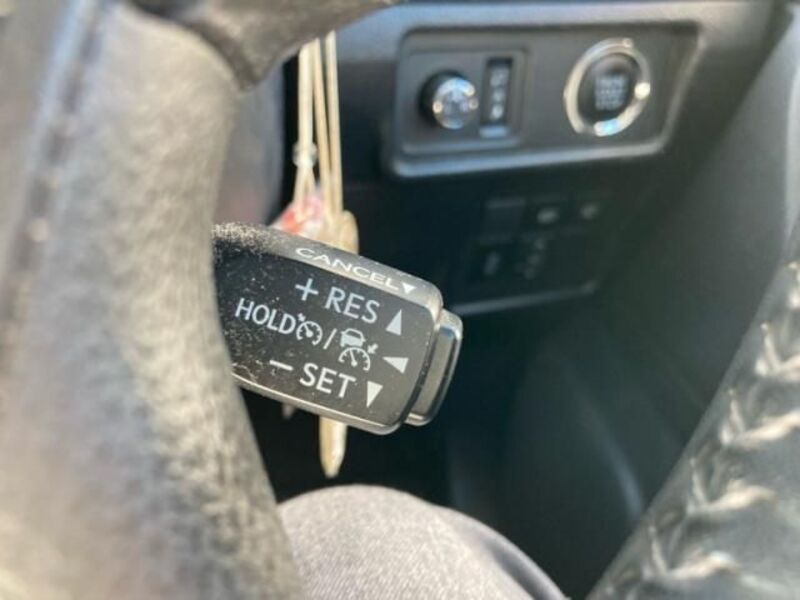 CANCEL
+ RES
HOLD /
- SET